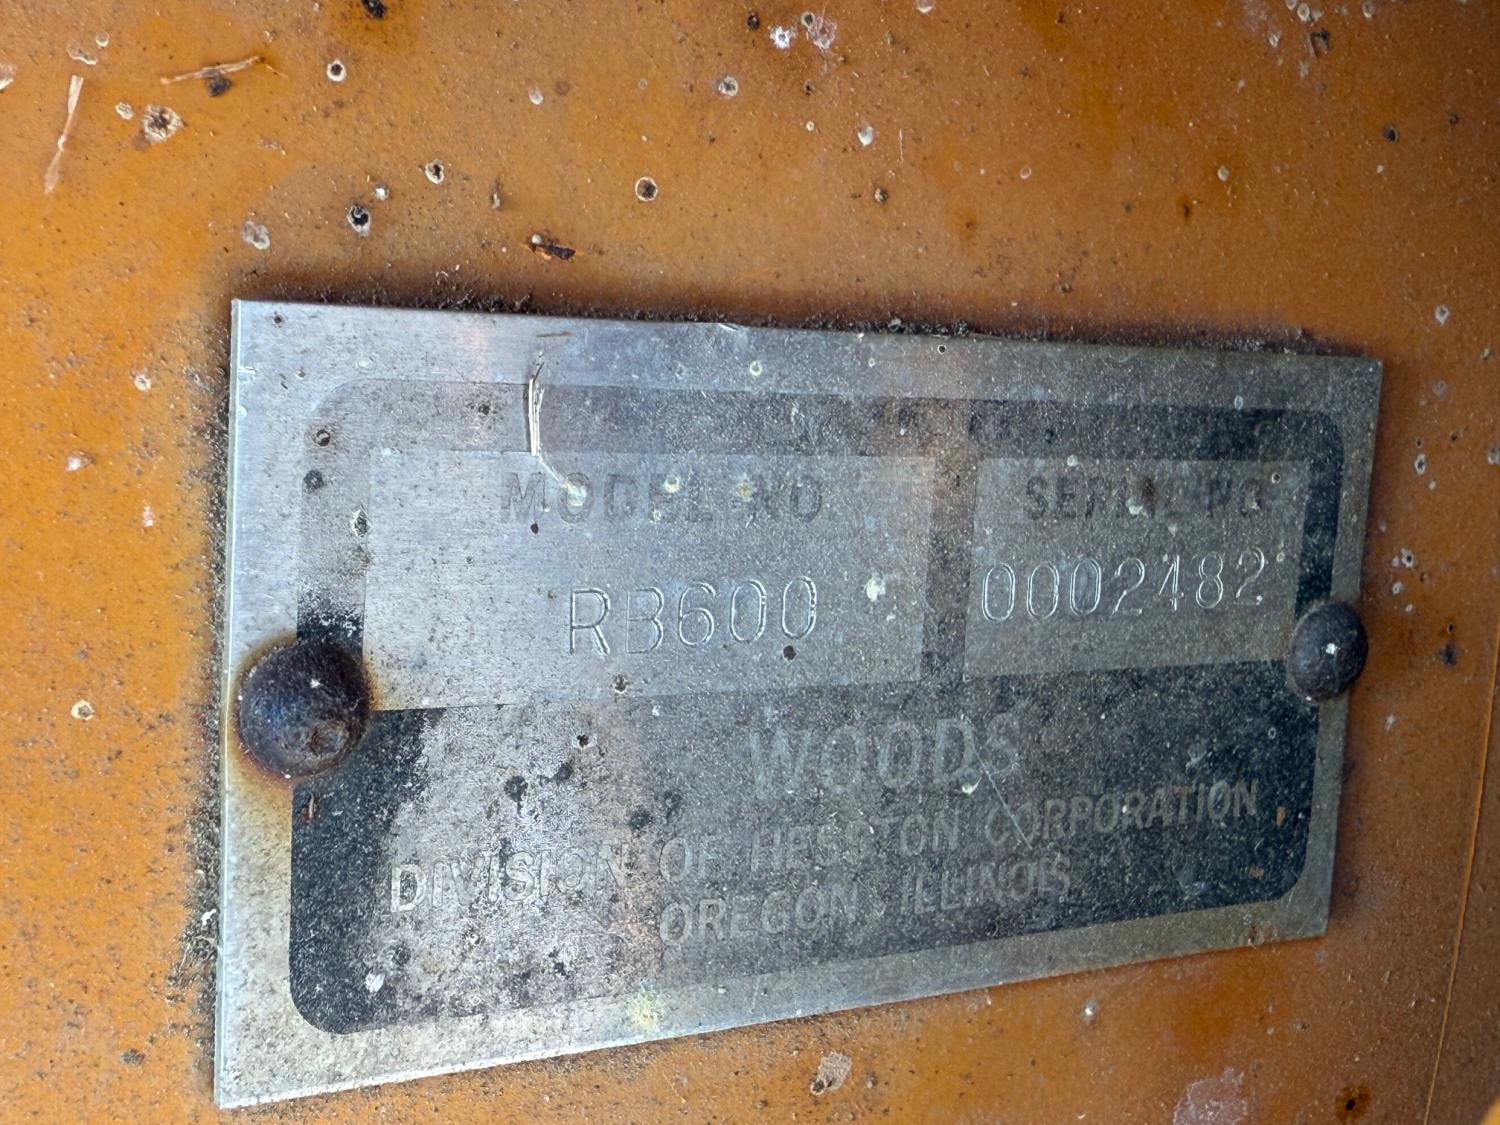 MODEL NO
SERIAL NO
RB600
0002482
WOODS
DIVISION OF HESSTON CORPORATION
OREGON, ILLINOIS